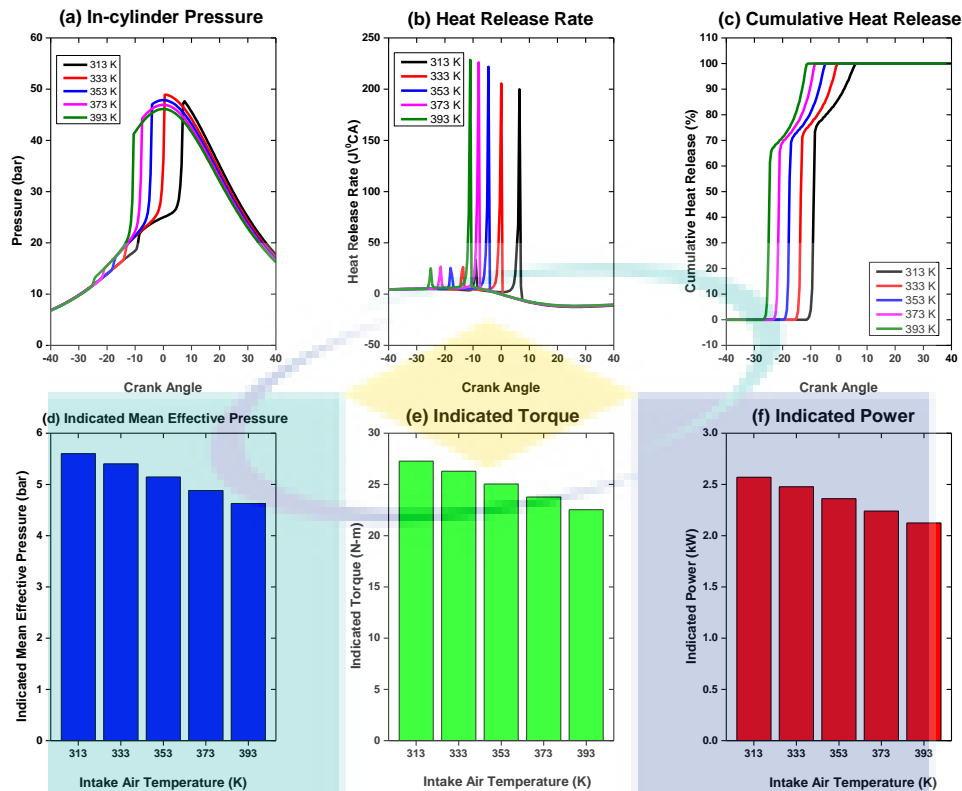 (a) In-cylinder Pressure
60
50
40
30
20
10
0
Pressure (bar)
313 K
333 K
353 K
373 K
393 K
-40 -30 -20 -10 0 10 20 30 40
Crank Angle
(b) Heat Release Rate
250
200
150
100
50
0
-50
Heat Release Rate (J\⁰CA)
313 K
333 K
353 K
373 K
393 K
-40 -30 -20 -10 0 10 20 30 40
Crank Angle
(c) Cumulative Heat Release
110
100
90
80
70
60
50
40
30
20
10
0
-10
Cumulative Heat Release (%)
313 K
333 K
353 K
373 K
393 K
-40 -30 -20 -10 0 10 20 30 40
Crank Angle
(d) Indicated Mean Effective Pressure
6
5
4
3
2
1
0
Indicated Mean Effective Pressure (bar)
313 333 353 373 393
Intake Air Temperature (K)
(e) Indicated Torque
30
25
20
15
10
5
0
Indicated Torque (N-m)
313 333 353 373 393
Intake Air Temperature (K)
(f) Indicated Power
3.0
2.5
2.0
1.5
1.0
0.5
0.0
Indicated Power (kW)
313 333 353 373 393
Intake Air Temperature (K)